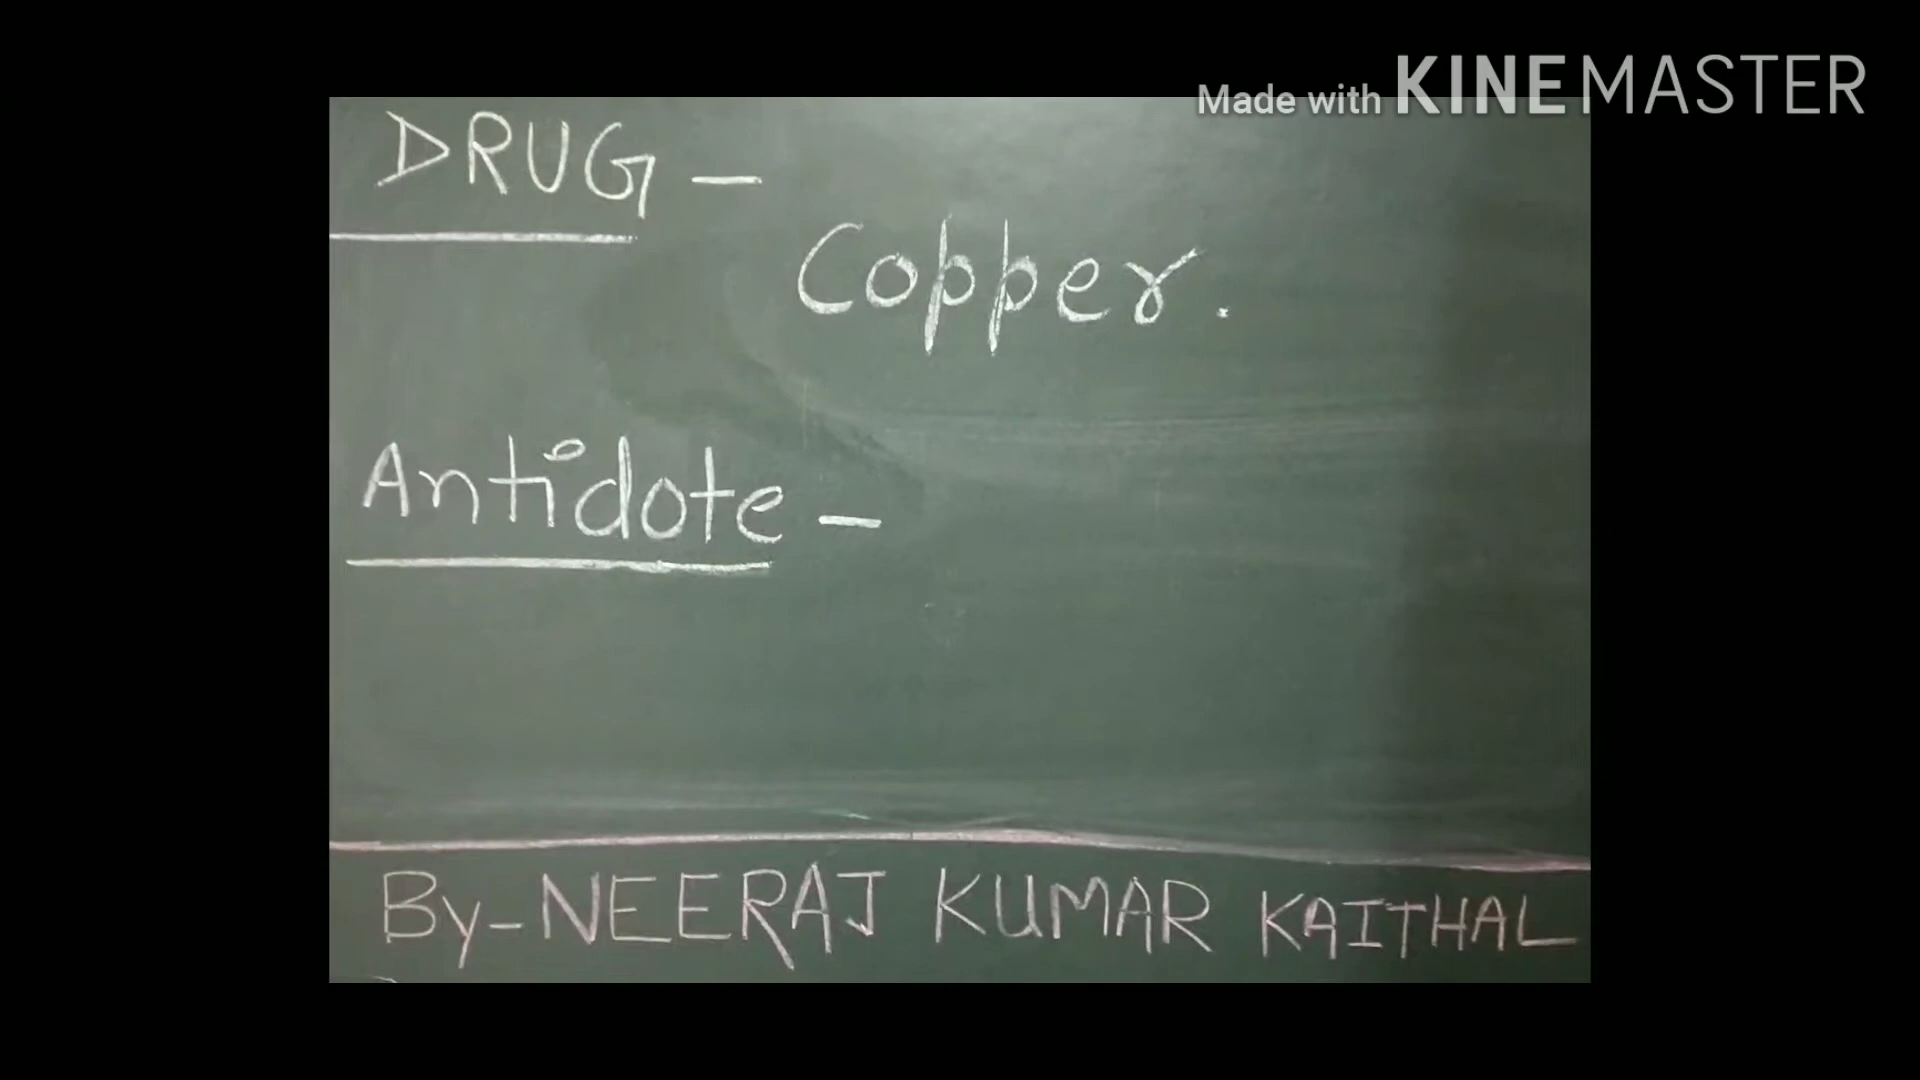 Made with KINEMASTER
DRUG -
Copper.
Antidote -
By - NEERAJ KUMAR KAITHAL